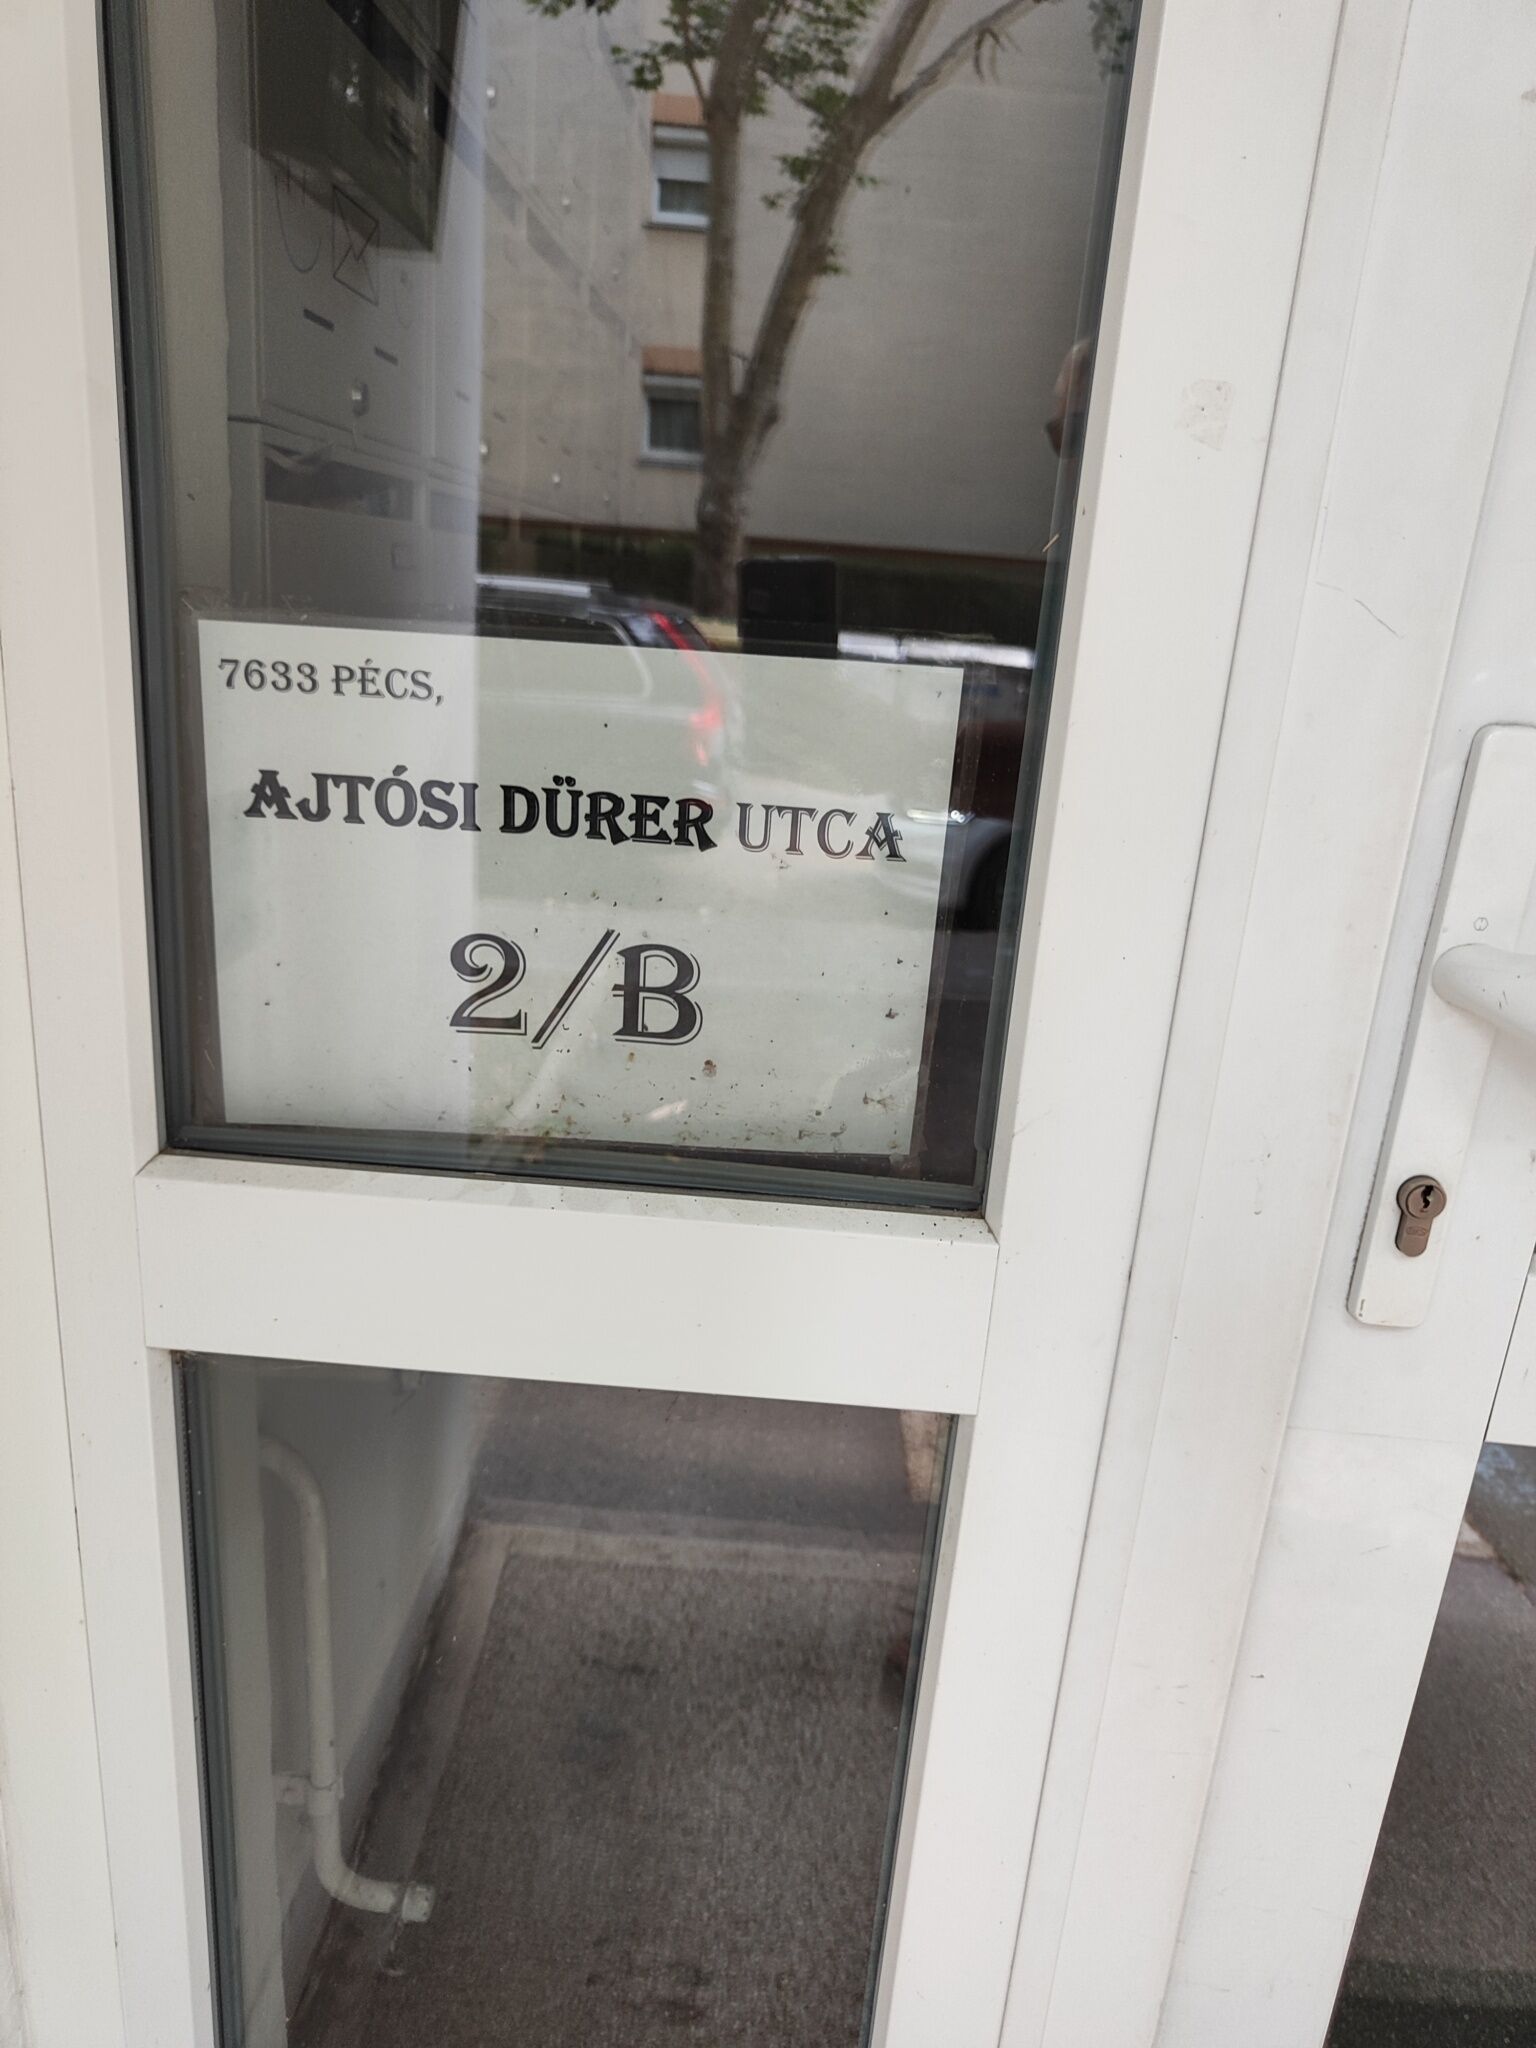 7633 PÉCS,
AJTÓSI DÜRER UTCA
2/B